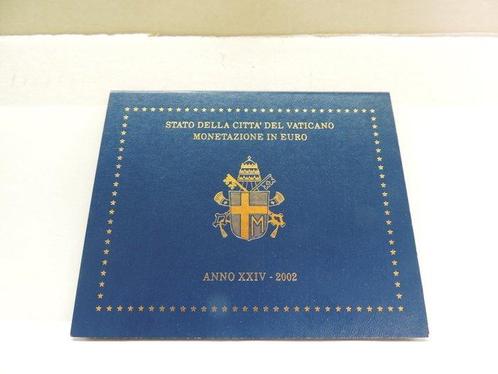 STATO DELLA CITTA' DEL VATICANO
MONETAZIONE IN EURO
M
ANNO XXIV - 2002